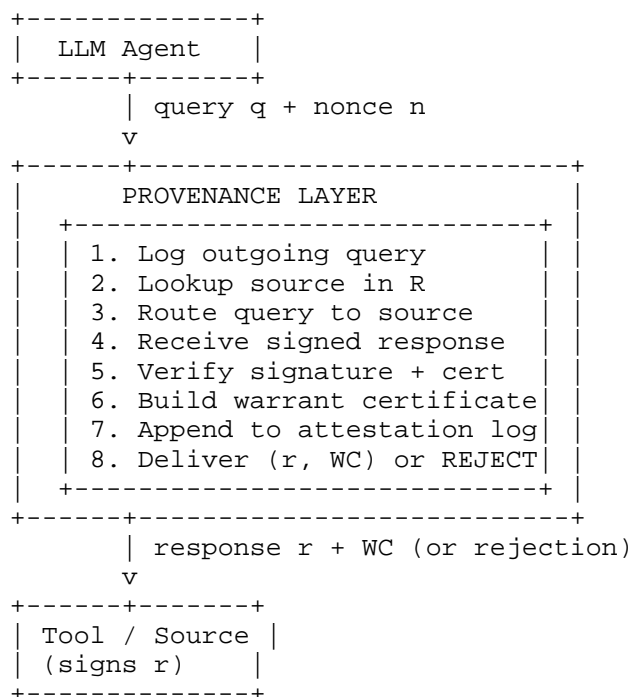 LLM Agent
query q + nonce n
v
PROVENANCE LAYER
1. Log outgoing query
2. Lookup source in R
3. Route query to source
4. Receive signed response
5. Verify signature + cert
6. Build warrant certificate
7. Append to attestation log
8. Deliver (r, WC) or REJECT
response r + WC (or rejection)
v
Tool / Source
(signs r)